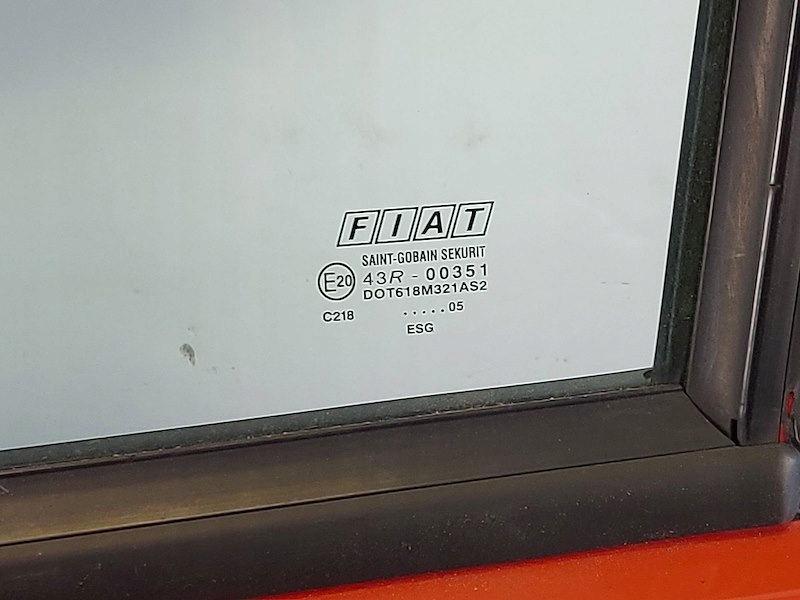 FIAT
SAINT-GOBAIN SEKURIT
E20 43R - 00351
DOT618M321AS2
C218 .....05
ESG